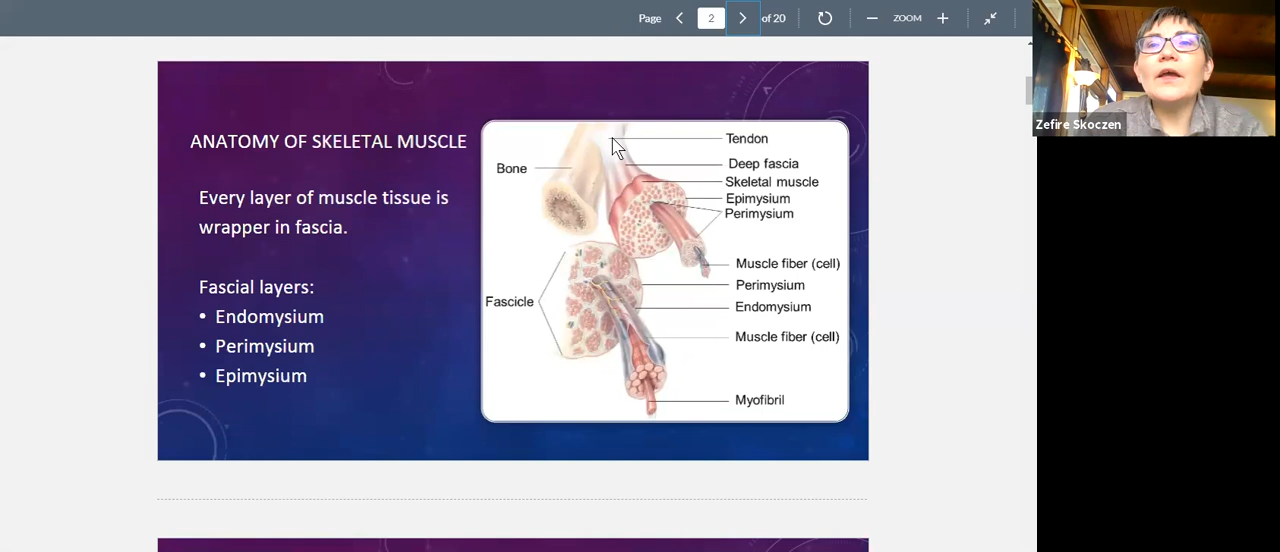 Page 2 of 20 ZOOM
Zefire Skoczen
ANATOMY OF SKELETAL MUSCLE
Every layer of muscle tissue is
wrapper in fascia.
Fascial layers:
• Endomysium
• Perimysium
• Epimysium
Bone
Fascicle
Tendon
Deep fascia
Skeletal muscle
Epimysium
Perimysium
Muscle fiber (cell)
Perimysium
Endomysium
Muscle fiber (cell)
Myofibril